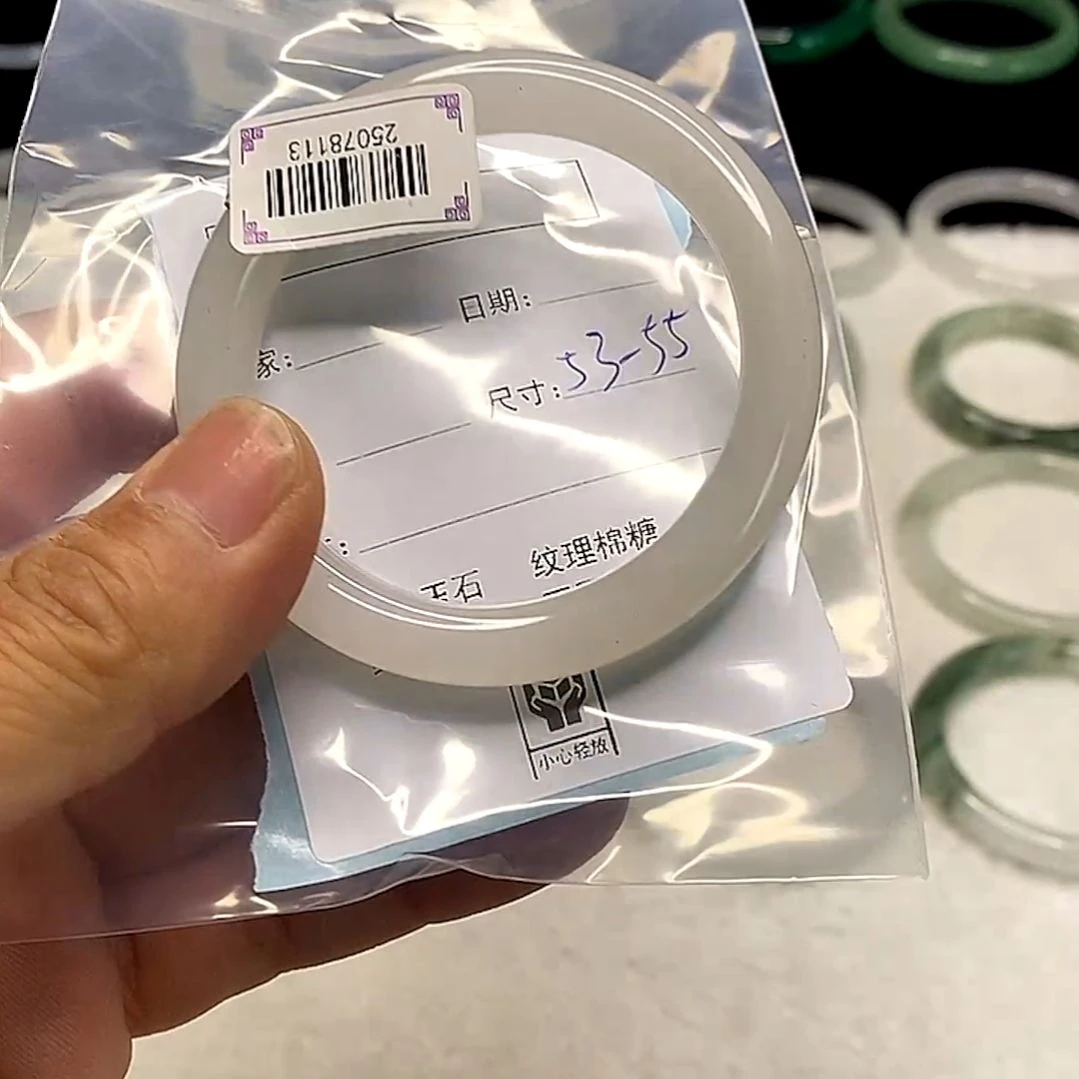 25078113
日期:
家:
尺寸: 53-55
玉石 纹理棉糖
小心轻放